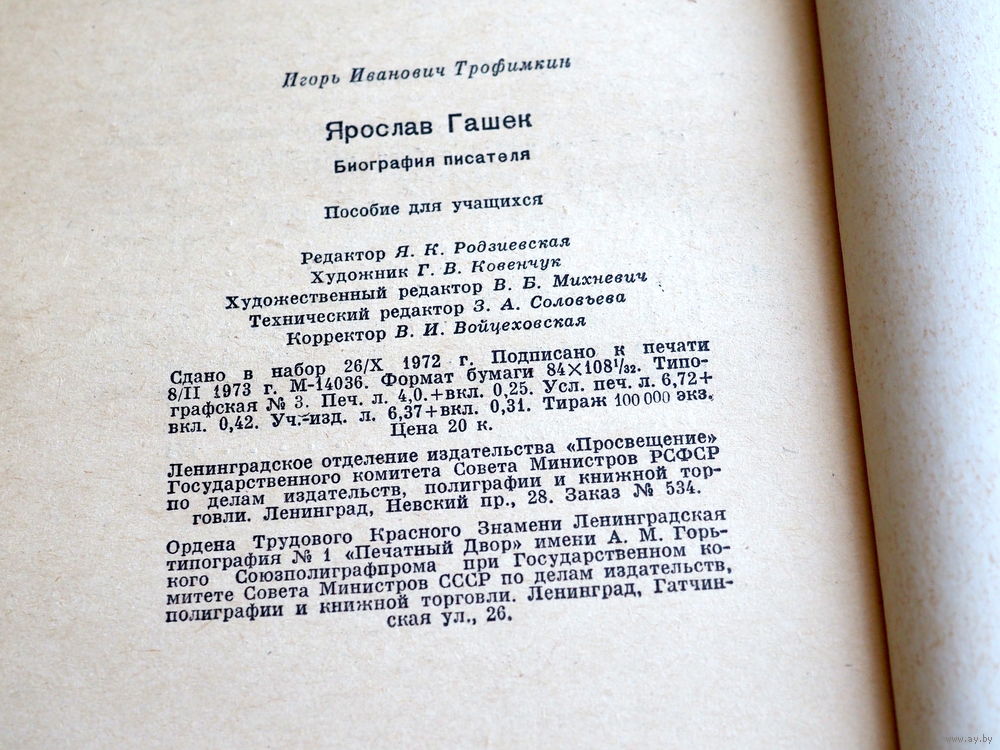 Игорь Иванович Трофимкин
Ярослав Гашек
Биография писателя
Пособие для учащихся
Редактор Я. К. Родзиевская
Художник Г. В. Ковенчук
Художественный редактор В. Б. Михневич
Технический редактор З. А. Соловьева
Корректор В. И. Войцеховская
Сдано в набор 26/X 1972 г. Подписано к печати
8/II 1973 г. М-14036. Формат бумаги 84×108¹/₃₂. Типо-
графская № 3. Печ. л. 4,0.+вкл. 0,25. Усл. печ. л. 6,72+
вкл. 0,42. Уч.-изд. л. 6,37+вкл. 0,31. Тираж 100 000 экз.
Цена 20 к.
Ленинградское отделение издательства «Просвещение»
Государственного комитета Совета Министров РСФСР
по делам издательств, полиграфии и книжной тор-
говли. Ленинград, Невский пр., 28. Заказ № 534.
Ордена Трудового Красного Знамени Ленинградская
типография № 1 «Печатный Двор» имени А. М. Горь-
кого Союзполиграфпрома при Государственном ко-
митете Совета Министров СССР по делам издательств,
полиграфии и книжной торговли. Ленинград, Гатчин-
ская ул., 26.
www.ay.by